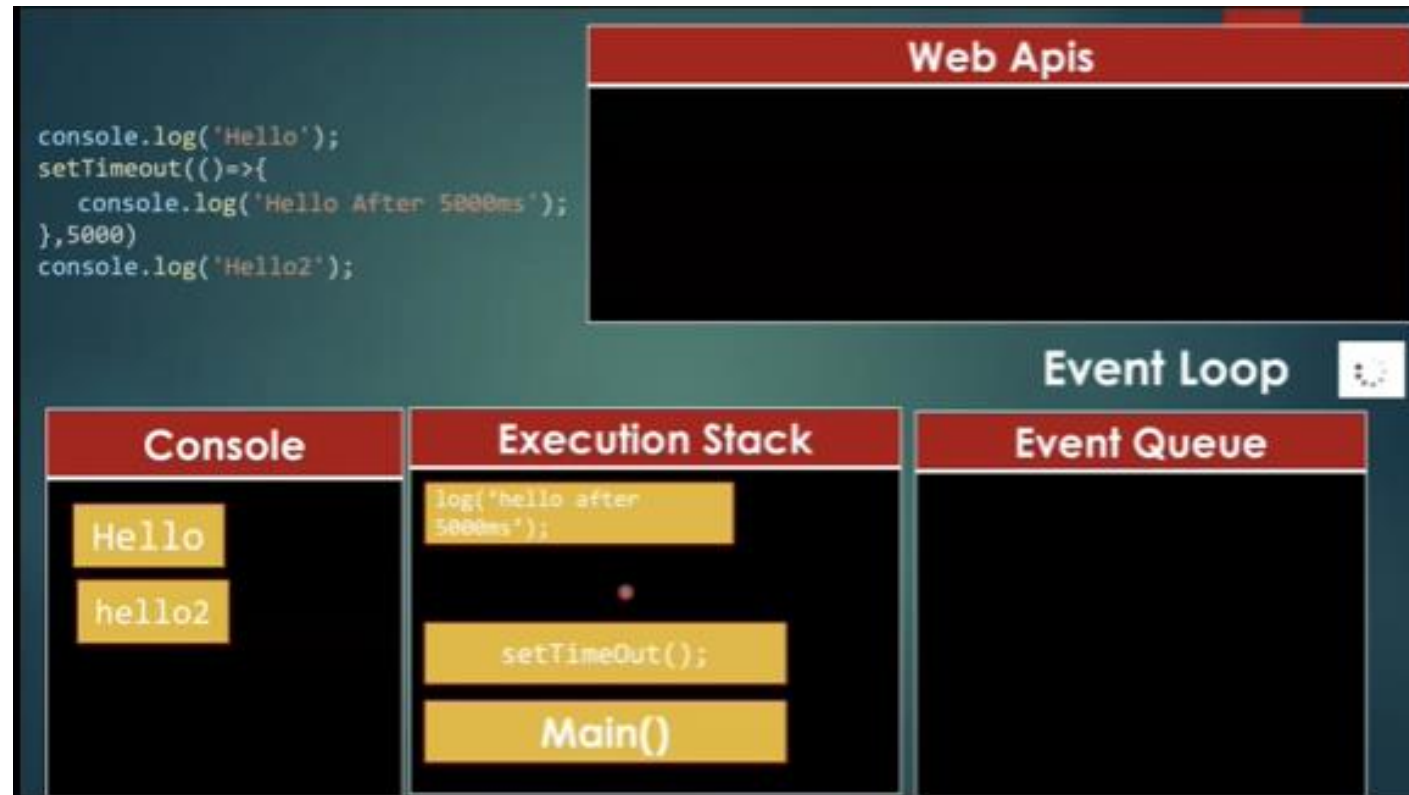 Web Apis
console.log('Hello');
setTimeout(()=>{
console.log('Hello After 5000ms');
},5000)
console.log('Hello2');
Event Loop
Console
Hello
hello2
Execution Stack
log("hello after
5000ms");
setTimeOut();
Main()
Event Queue